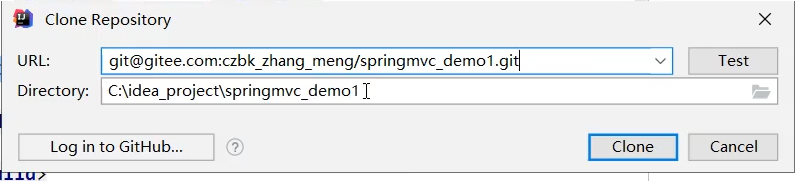 Clone Repository
URL: git@gitee.com:czbk_zhang_meng/springmvc_demo1.git Test
Directory: C:\idea_project\springmvc_demo1
Log in to GitHub... ? Clone Cancel